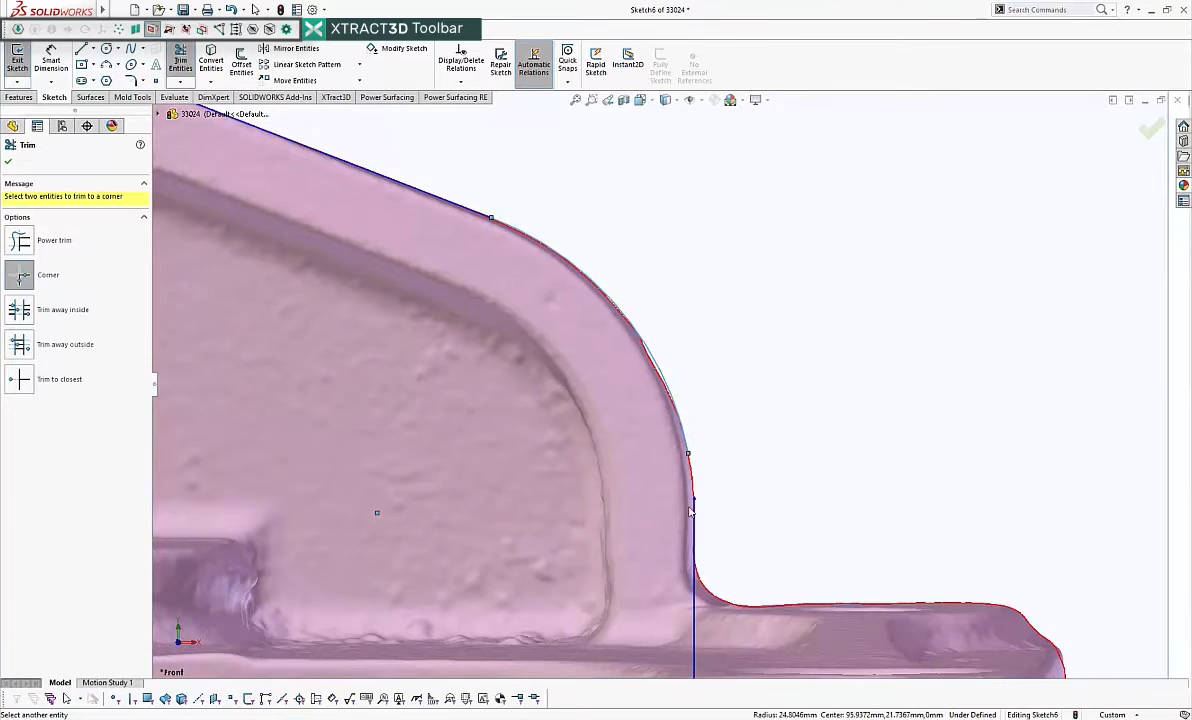 SOLIDWORKS
Sketch6 of 33024 *
Search Commands
XTRACT3D Toolbar
Exit Sketch
Smart Dimension
Trim Entities
Convert Entities
Offset Entities
Mirror Entities
Linear Sketch Pattern
Move Entities
Modify Sketch
Display/Delete Relations
Repair Sketch
Automatic Relations
Quick Snaps
Rapid Sketch
Instant2D
Fully Define Sketch
No External References
Features
Sketch
Surfaces
Mold Tools
Evaluate
DimXpert
SOLIDWORKS Add-Ins
XTract3D
Power Surfacing
Power Surfacing RE
33024 (Default<<Default...
Trim
Message
Select two entities to trim to a corner
Options
Power trim
Corner
Trim away inside
Trim away outside
Trim to closest
*Front
Model
Motion Study 1
Select another entity
Radius: 24.8046mm Center: 95.9372mm,21.7367mm,0mm
Under Defined
Editing Sketch6
Custom